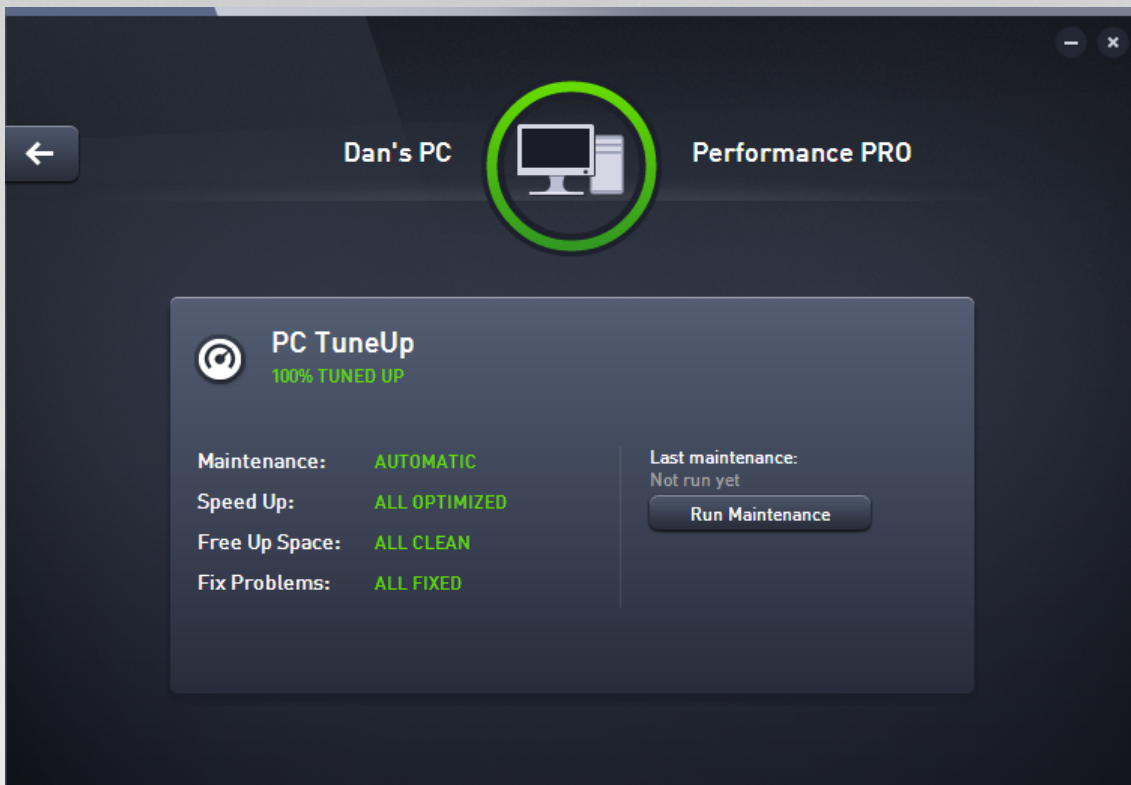 Dan's PC
Performance PRO
PC TuneUp
100% TUNED UP
Maintenance: AUTOMATIC
Speed Up: ALL OPTIMIZED
Free Up Space: ALL CLEAN
Fix Problems: ALL FIXED
Last maintenance:
Not run yet
Run Maintenance